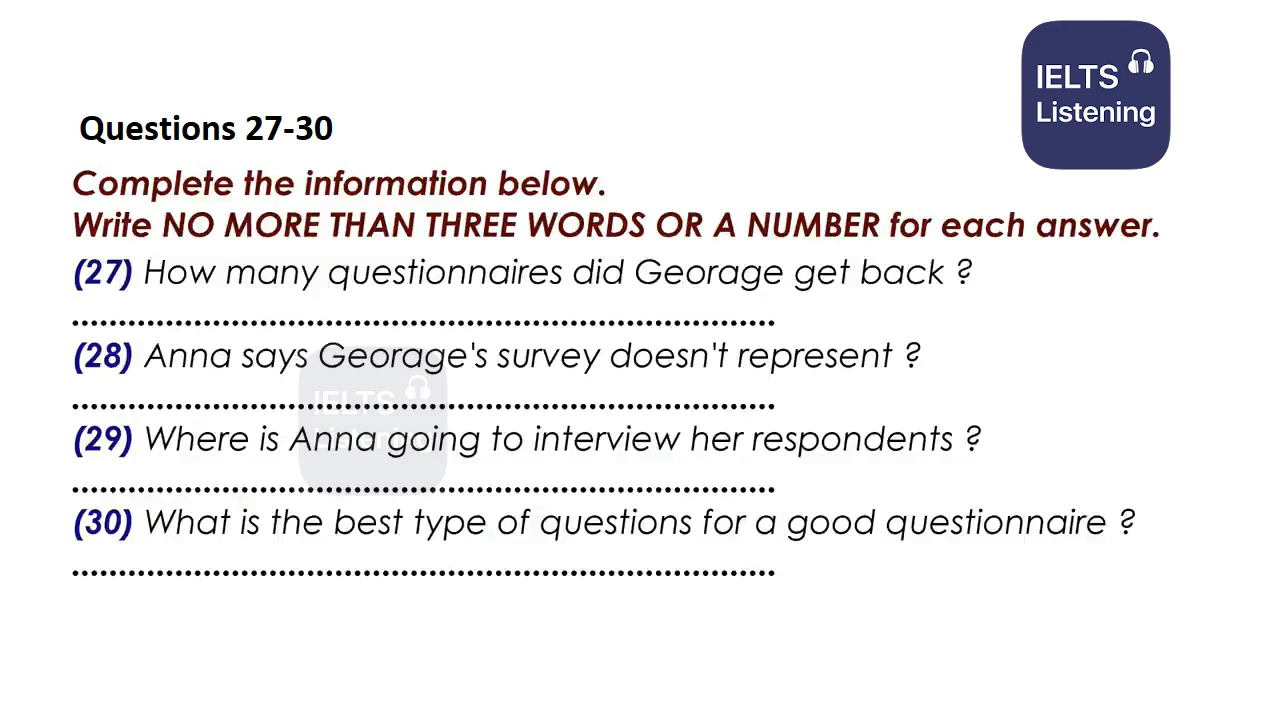 IELTS
Listening
Questions 27-30
Complete the information below.
Write NO MORE THAN THREE WORDS OR A NUMBER for each answer.
(27) How many questionnaires did Georage get back ?
...........................................................................
(28) Anna says Georage's survey doesn't represent ?
...........................................................................
IELTS
Listening
(29) Where is Anna going to interview her respondents ?
...........................................................................
(30) What is the best type of questions for a good questionnaire ?
...........................................................................